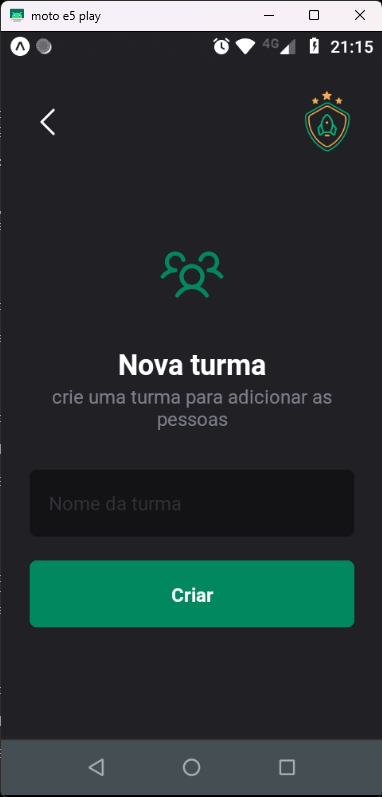 moto e5 play
4G 21:15
Nova turma
crie uma turma para adicionar as
pessoas
Nome da turma
Criar